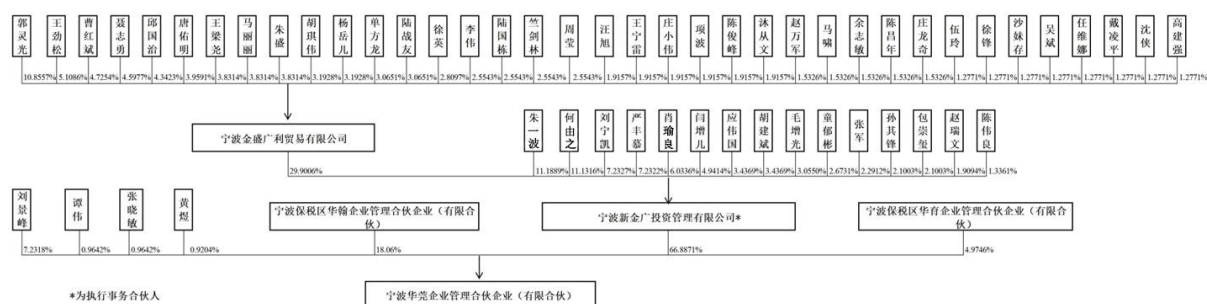 郭灵光
王劲松
曹红斌
聂志勇
邱国治
唐佑明
王梁尧
马丽丽
朱盛
胡琪伟
杨岳儿
单方龙
陆战友
徐英
李伟
陆国栋
竺剑林
周莹
汪旭
王宁雷
庄小伟
项波
陈俊峰
沐从文
赵万军
马啸
余志敏
陈昌年
庄龙奇
伍玲
徐锋
沙妹存
吴斌
任维娜
戴凌平
沈侠
高建强
10.8557% 5.1086% 4.7254% 4.5977% 4.3423% 3.9591% 3.8314% 3.8314% 3.8314% 3.1928% 3.1928% 3.0651% 3.0651% 2.8097% 2.5543% 2.5543% 2.5543% 2.5543% 1.9157% 1.9157% 1.9157% 1.9157% 1.9157% 1.9157% 1.5326% 1.5326% 1.5326% 1.5326% 1.5326% 1.2771% 1.2771% 1.2771% 1.2771% 1.2771% 1.2771% 1.2771% 1.2771%
宁波金盛广利贸易有限公司
朱一波
何由之
刘宁凯
严丰慕
肖瑜良
闫增儿
应伟国
胡建斌
毛增光
童郁彬
张军
孙其锋
包崇玺
赵瑞文
陈伟良
29.9006% 11.1889% 11.1316% 7.2327% 7.2322% 6.0336% 4.9414% 3.4369% 3.4369% 3.0550% 2.6731% 2.2912% 2.1003% 2.1003% 1.9094% 1.3361%
刘景峰
谭伟
张晓敏
黄煜
宁波保税区华翰企业管理合伙企业（有限合
伙）
宁波新金广投资管理有限公司*
宁波保税区华育企业管理合伙企业（有限合
伙）
7.2318% 0.9642% 0.9642% 0.9204% 18.06% 66.8871% 4.9746%
*为执行事务合伙人
宁波华莞企业管理合伙企业（有限合伙）